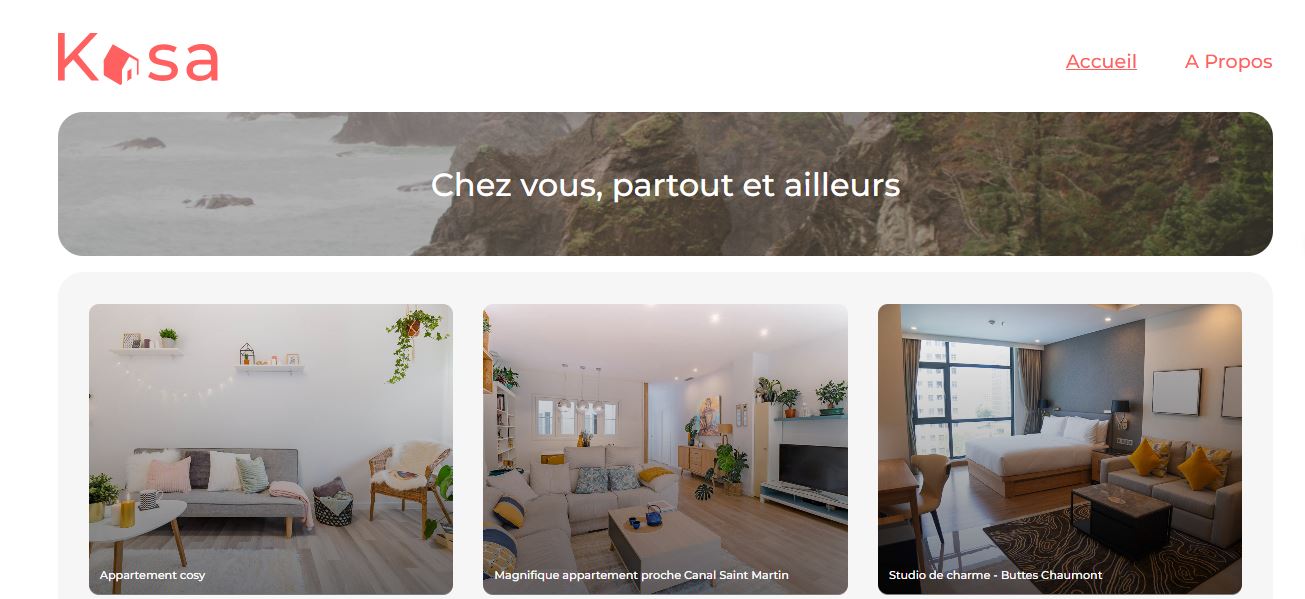 Kasa
Accueil
A Propos
Chez vous, partout et ailleurs
Appartement cosy
Magnifique appartement proche Canal Saint Martin
Studio de charme - Buttes Chaumont